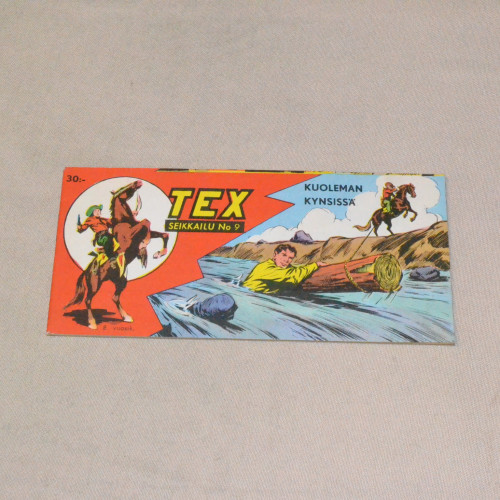 30:-
TEX
SEIKKAILU No 9
KUOLEMAN
KYNSISSÄ